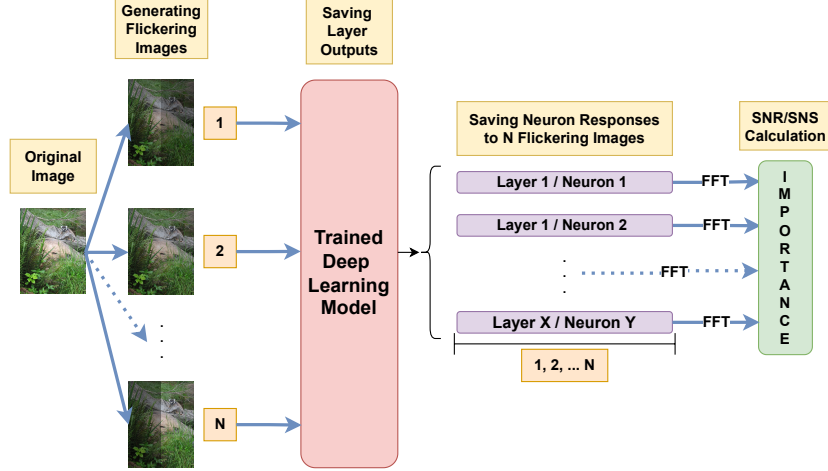 Generating
Flickering
Images
Saving
Layer
Outputs
Original
Image
1
2
.
.
.
N
Trained
Deep
Learning
Model
Saving Neuron Responses
to N Flickering Images
SNR/SNS
Calculation
Layer 1 / Neuron 1
FFT
Layer 1 / Neuron 2
FFT
.
.
.
FFT
Layer X / Neuron Y
FFT
1, 2, ... N
I
M
P
O
R
T
A
N
C
E